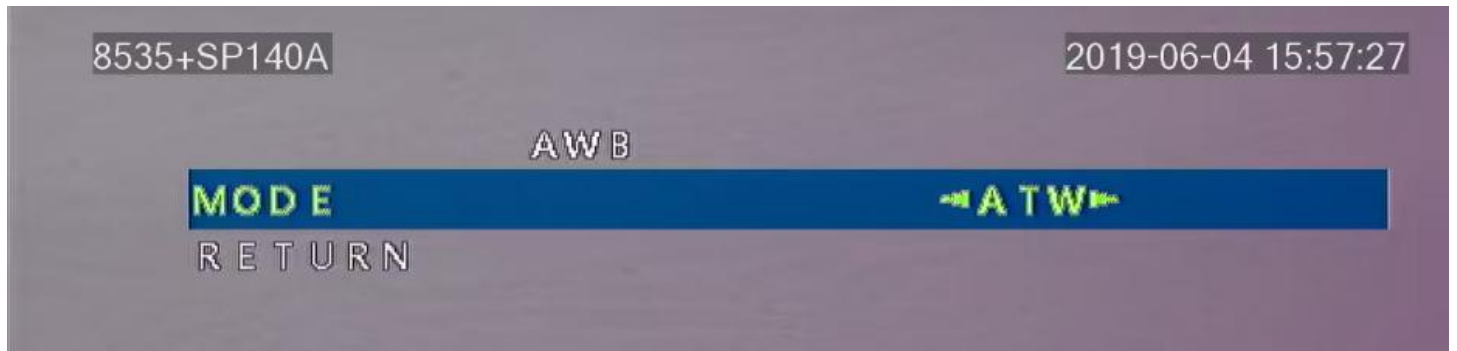 8535+SP140A
2019-06-04 15:57:27
AWB
MODE ATW
RETURN